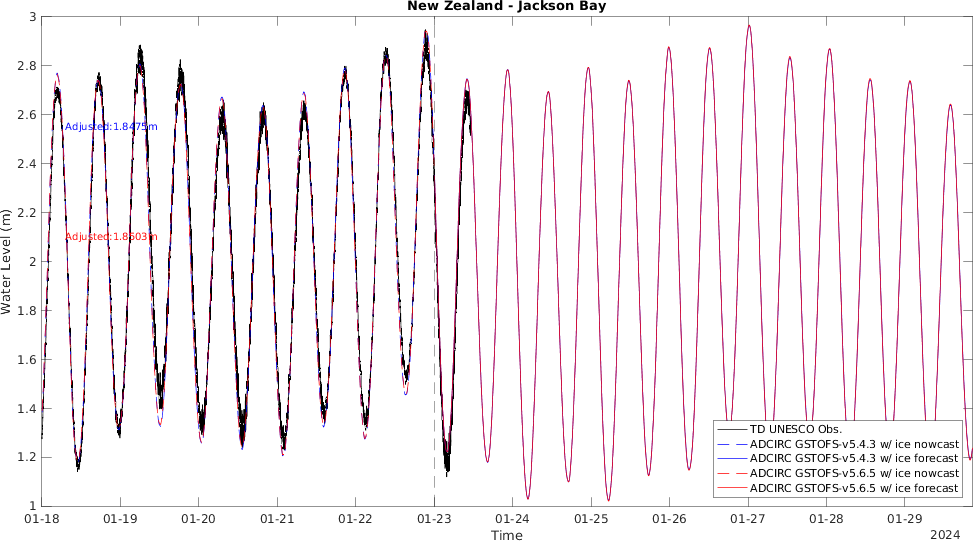 New Zealand - Jackson Bay
Water Level (m)
3
2.8
2.6
2.4
2.2
2
1.8
1.6
1.4
1.2
1
Adjusted:1.8475m
Adjusted:1.8503m
TD UNESCO Obs.
ADCIRC GSTOFS-v5.4.3 w/ ice nowcast
ADCIRC GSTOFS-v5.4.3 w/ ice forecast
ADCIRC GSTOFS-v5.6.5 w/ ice nowcast
ADCIRC GSTOFS-v5.6.5 w/ ice forecast
01-18 01-19 01-20 01-21 01-22 01-23 01-24 01-25 01-26 01-27 01-28 01-29
Time
2024